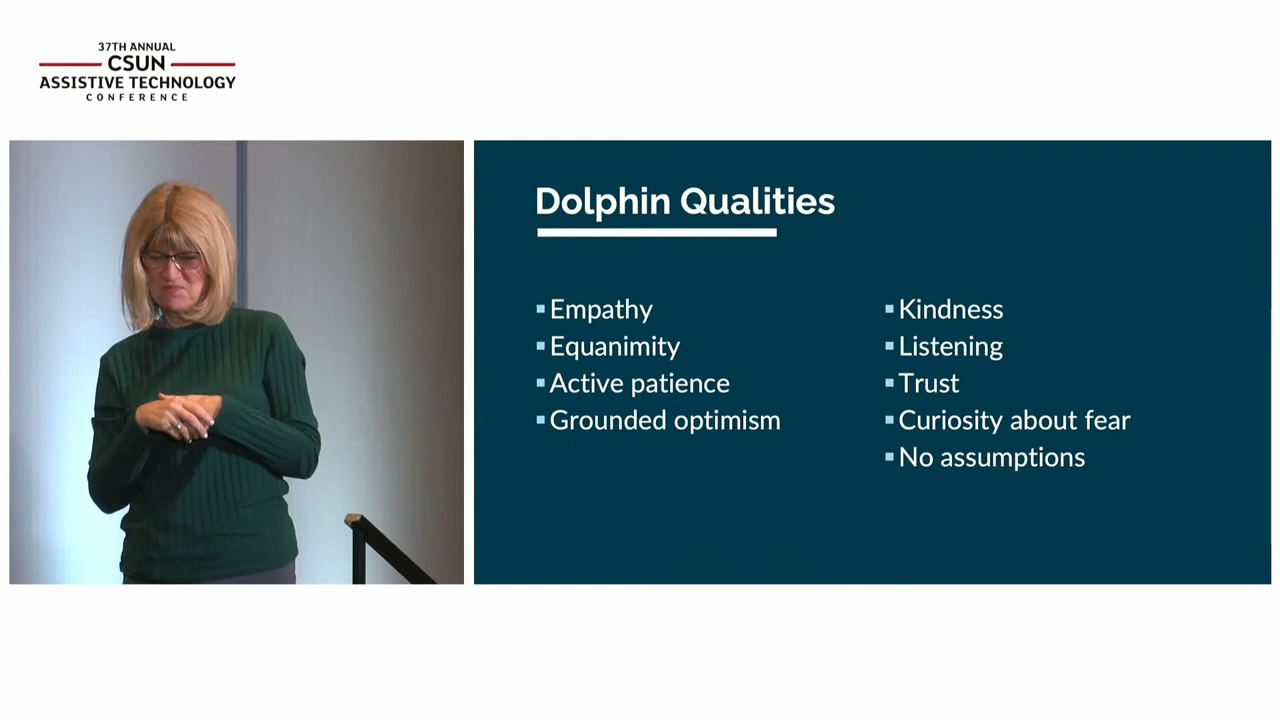 37TH ANNUAL
CSUN
ASSISTIVE TECHNOLOGY
CONFERENCE
Dolphin Qualities
Empathy
Equanimity
Active patience
Grounded optimism
Kindness
Listening
Trust
Curiosity about fear
No assumptions